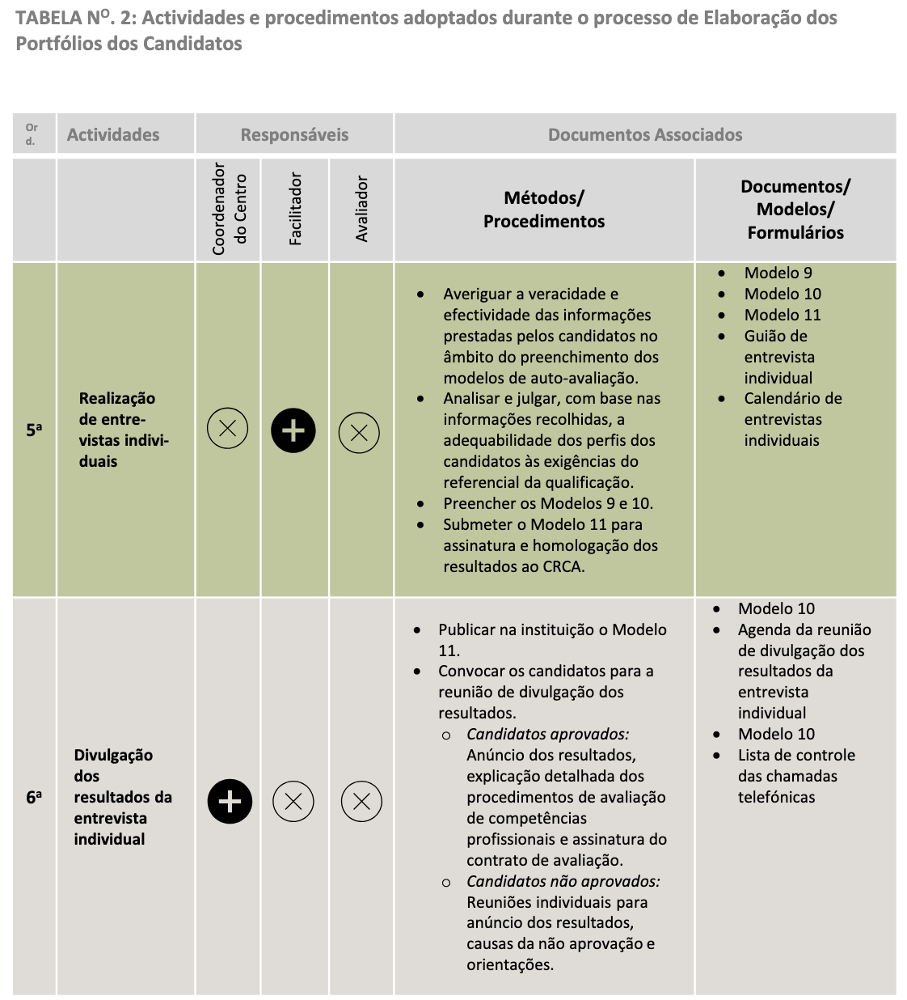 TABELA Nº. 2: Actividades e procedimentos adoptados durante o processo de Elaboração dos
Portfólios dos Candidatos
Or
d.
Actividades
Responsáveis
Documentos Associados
Coordenador
do Centro
Facilitador
Avaliador
Métodos/
Procedimentos
Documentos/
Modelos/
Formulários
5ª
Realização
de entre-
vistas indivi-
duais
• Averiguar a veracidade e
efectividade das informações
prestadas pelos candidatos no
âmbito do preenchimento dos
modelos de auto-avaliação.
• Analisar e julgar, com base nas
informações recolhidas, a
adequabilidade dos perfis dos
candidatos às exigências do
referencial da qualificação.
• Preencher os Modelos 9 e 10.
• Submeter o Modelo 11 para
assinatura e homologação dos
resultados ao CRCA.
• Modelo 9
• Modelo 10
• Modelo 11
• Guião de
entrevista
individual
• Calendário de
entrevistas
individuais
6ª
Divulgação
dos
resultados da
entrevista
individual
• Publicar na instituição o Modelo
11.
• Convocar os candidatos para a
reunião de divulgação dos
resultados.
o Candidatos aprovados:
Anúncio dos resultados,
explicação detalhada dos
procedimentos de avaliação
de competências
profissionais e assinatura do
contrato de avaliação.
o Candidatos não aprovados:
Reuniões individuais para
anúncio dos resultados,
causas da não aprovação e
orientações.
• Modelo 10
• Agenda da reunião
de divulgação dos
resultados da
entrevista
individual
• Modelo 10
• Lista de controle
das chamadas
telefónicas